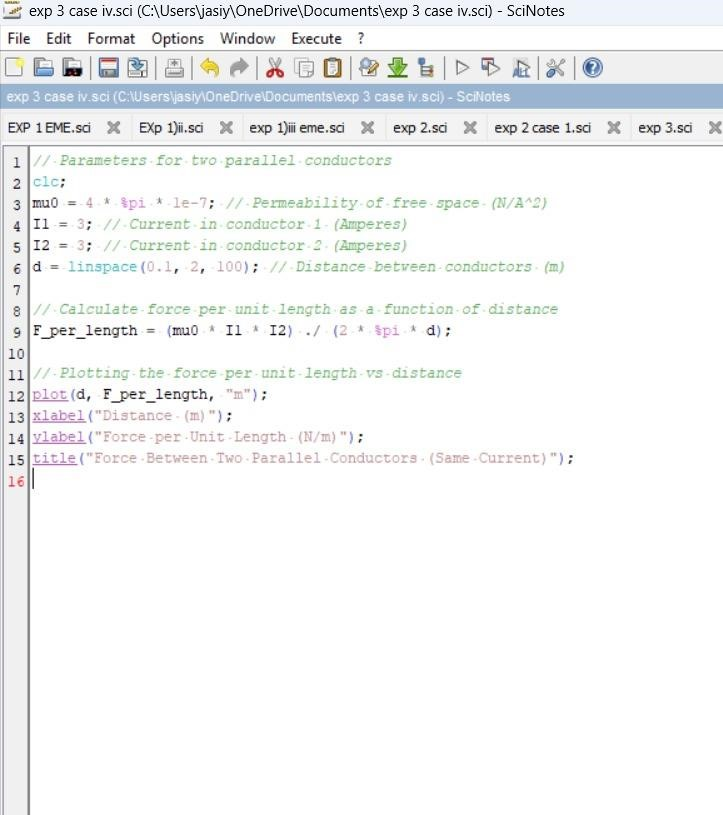 exp 3 case iv.sci (C:\Users\jasiy\OneDrive\Documents\exp 3 case iv.sci) - SciNotes
File Edit Format Options Window Execute ?
exp 3 case iv.sci (C:\Users\jasiy\OneDrive\Documents\exp 3 case iv.sci) - SciNotes
EXP 1 EME.sci EXp 1)ii.sci exp 1)iii eme.sci exp 2.sci exp 2 case 1.sci exp 3.sci
1 // Parameters for two parallel conductors
2 clc;
3 mu0 = 4 * %pi * 1e-7; // Permeability of free space (N/A^2)
4 I1 = 3; // Current in conductor 1 (Amperes)
5 I2 = 3; // Current in conductor 2 (Amperes)
6 d = linspace(0.1, 2, 100); // Distance between conductors (m)
7
8 // Calculate force per unit length as a function of distance
9 F_per_length = (mu0 * I1 * I2) ./ (2 * %pi * d);
10
11 // Plotting the force per unit length vs distance
12 plot(d, F_per_length, "m");
13 xlabel("Distance (m)");
14 ylabel("Force per Unit Length (N/m)");
15 title("Force Between Two Parallel Conductors (Same Current)");
16